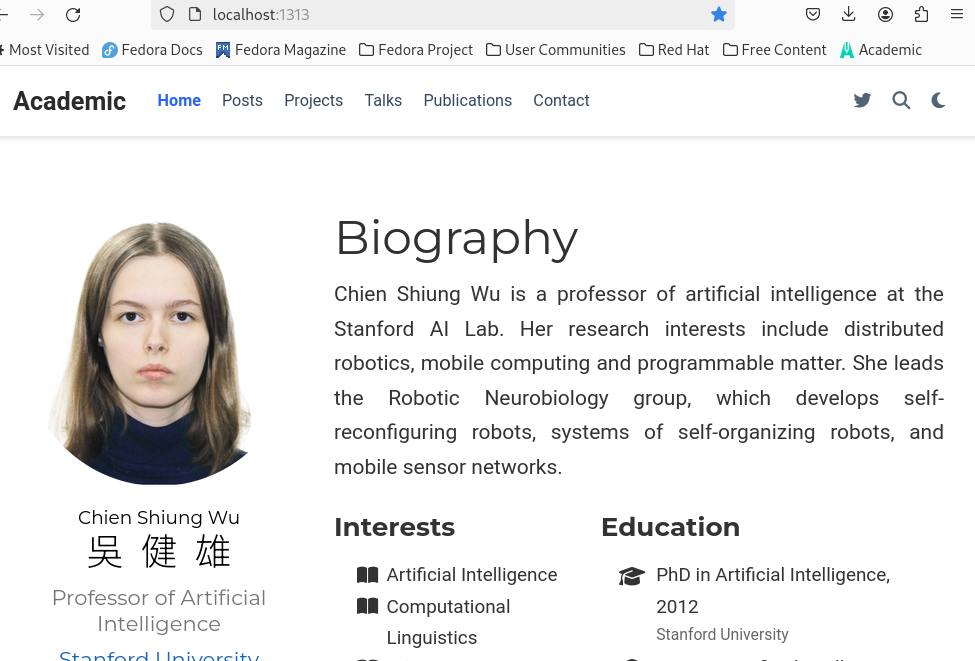 localhost:1313
Most Visited Fedora Docs Fedora Magazine Fedora Project User Communities Red Hat Free Content Academic
Academic Home Posts Projects Talks Publications Contact
Biography
Chien Shiung Wu is a professor of artificial intelligence at the
Stanford AI Lab. Her research interests include distributed
robotics, mobile computing and programmable matter. She leads
the Robotic Neurobiology group, which develops self-
reconfiguring robots, systems of self-organizing robots, and
mobile sensor networks.
Chien Shiung Wu
吳健雄
Professor of Artificial
Intelligence
Stanford University
Interests
Artificial Intelligence
Computational
Linguistics
Education
PhD in Artificial Intelligence,
2012
Stanford University